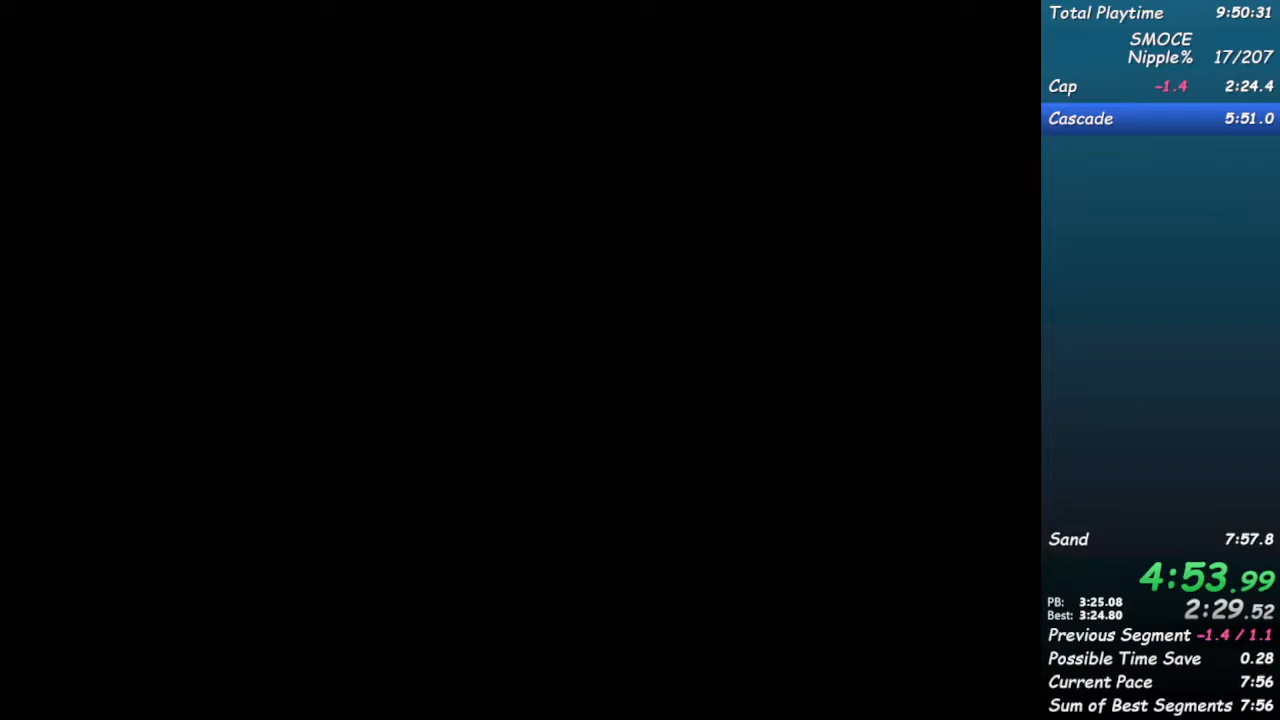 Total Playtime 9:50:31
SMOCE
Nipple% 17/207
Cap -1.4 2:24.4
Cascade 5:51.0
Sand 7:57.8
4:53.99
PB: 3:25.08
Best: 3:24.80
2:29.52
Previous Segment -1.4 / 1.1
Possible Time Save 0.28
Current Pace 7:56
Sum of Best Segments 7:56